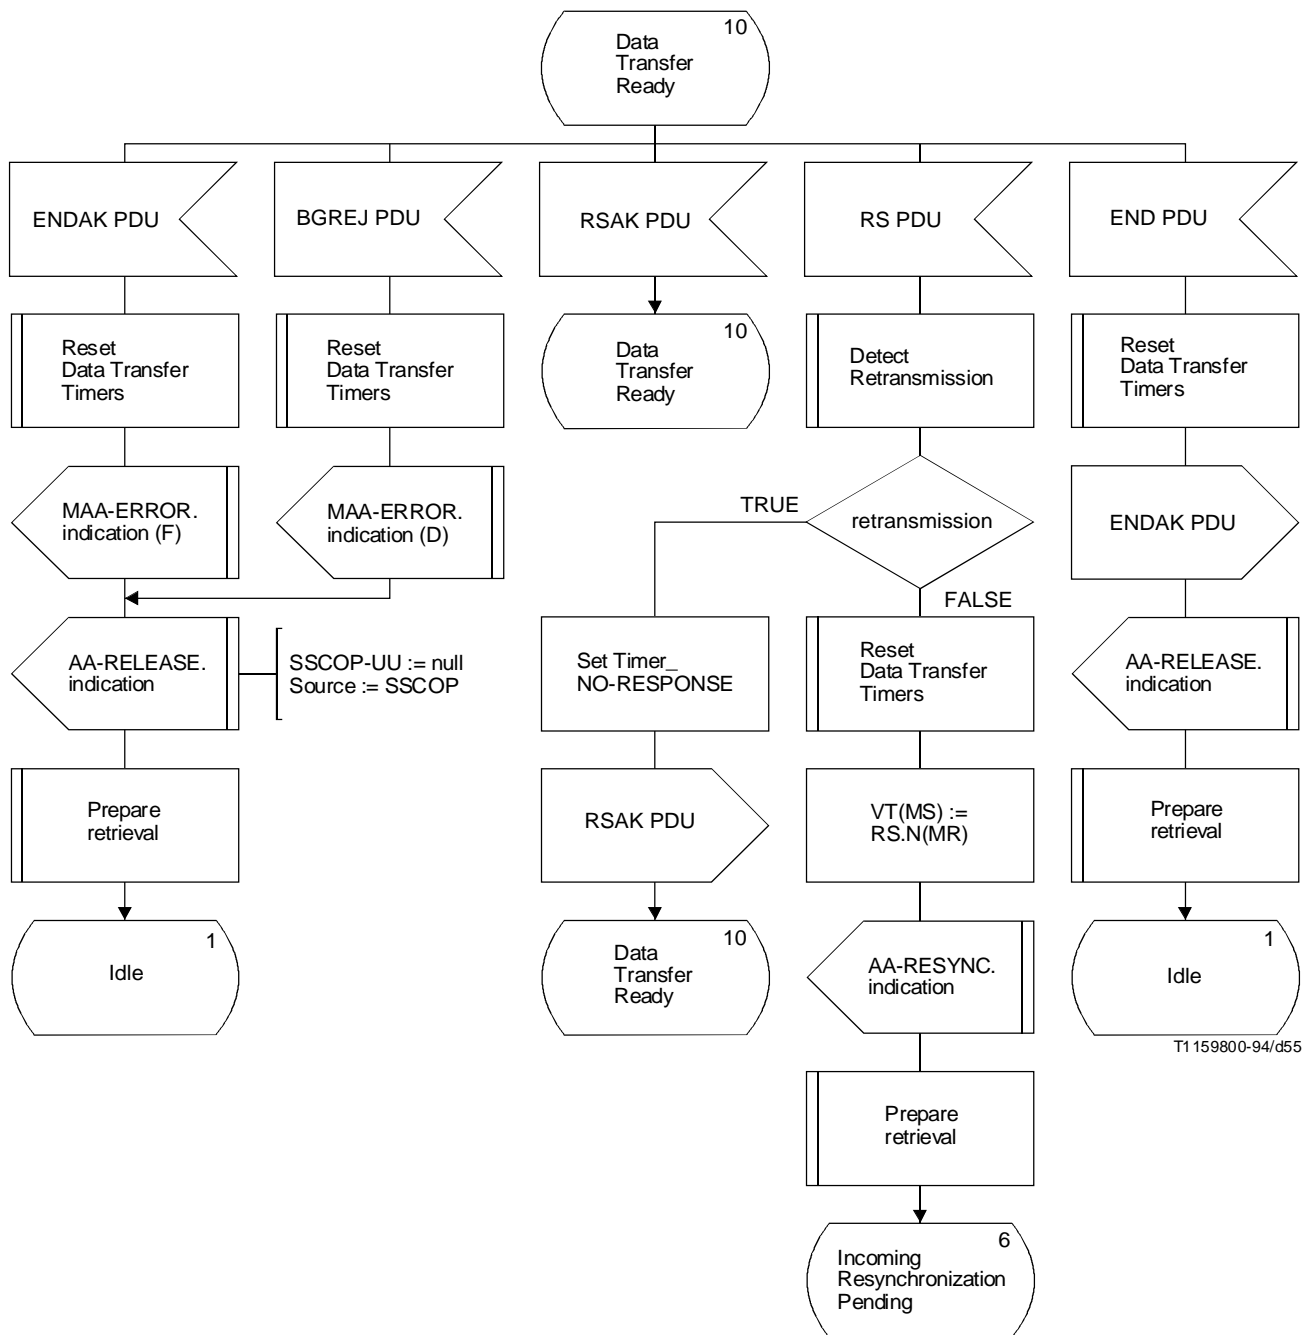 10
Data
Transfer
Ready
ENDAK PDU
BGREJ PDU
RSAK PDU
RS PDU
END PDU
Reset
Data Transfer
Timers
Reset
Data Transfer
Timers
10
Data
Transfer
Ready
Detect
Retransmission
Reset
Data Transfer
Timers
MAA-ERROR.
indication (F)
MAA-ERROR.
indication (D)
TRUE
retransmission
FALSE
ENDAK PDU
AA-RELEASE.
indication
SSCOP-UU := null
Source := SSCOP
Set Timer_
NO-RESPONSE
Reset
Data Transfer
Timers
AA-RELEASE.
indication
Prepare
retrieval
RSAK PDU
VT(MS) :=
RS.N(MR)
Prepare
retrieval
1
Idle
10
Data
Transfer
Ready
AA-RESYNC.
indication
1
Idle
T1159800-94/d55
Prepare
retrieval
6
Incoming
Resynchronization
Pending